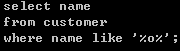 select name
from customer
where name like '%o%';